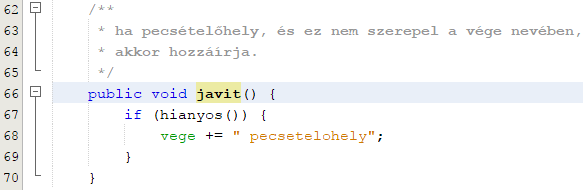 62 /**
63 * ha pecsételőhely, és ez nem szerepel a vége nevében,
64 * akkor hozzáírja.
65 */
66 public void javit() {
67 if (hianyos()) {
68 vege += " pecsetelohely";
69 }
70 }